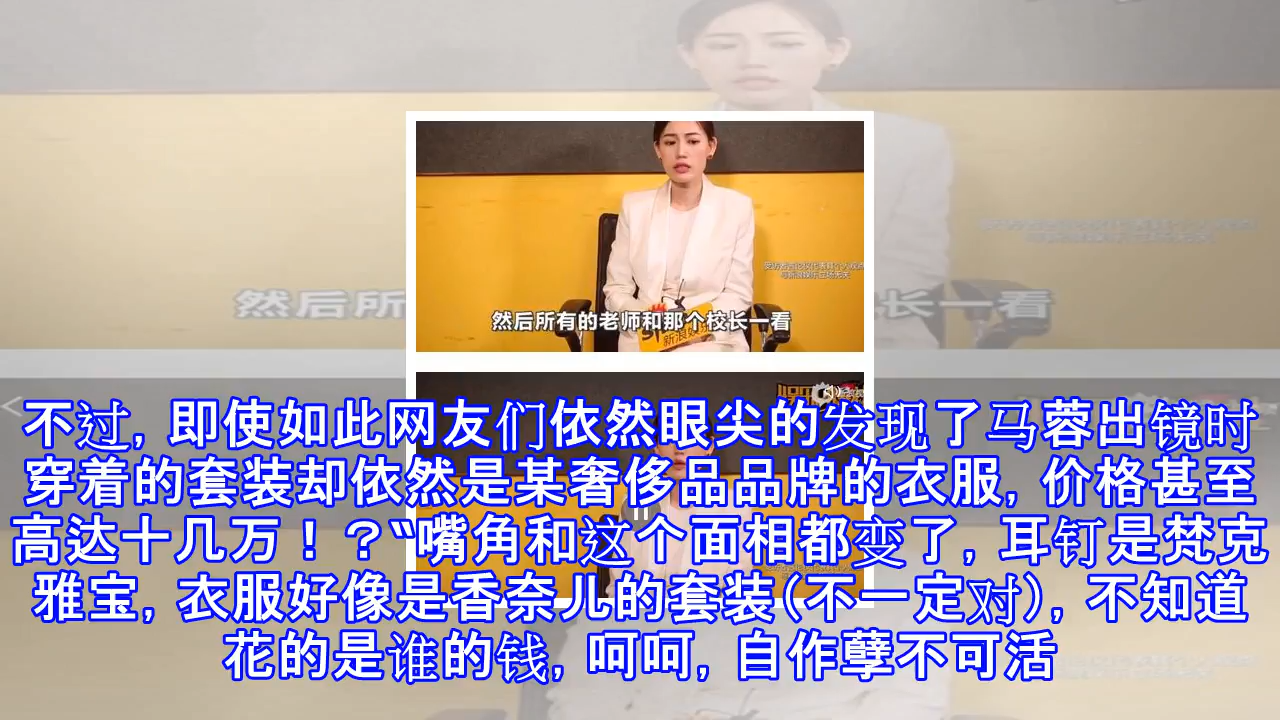 然后所有的老师和那个校长一看
不过, 即使如此网友们依然眼尖的发现了马蓉出镜时
穿着的套装却依然是某奢侈品品牌的衣服, 价格甚至
高达十几万！？“嘴角和这个面相都变了, 耳钉是梵克
雅宝, 衣服好像是香奈儿的套装(不一定对), 不知道
花的是谁的钱, 呵呵, 自作孽不可活